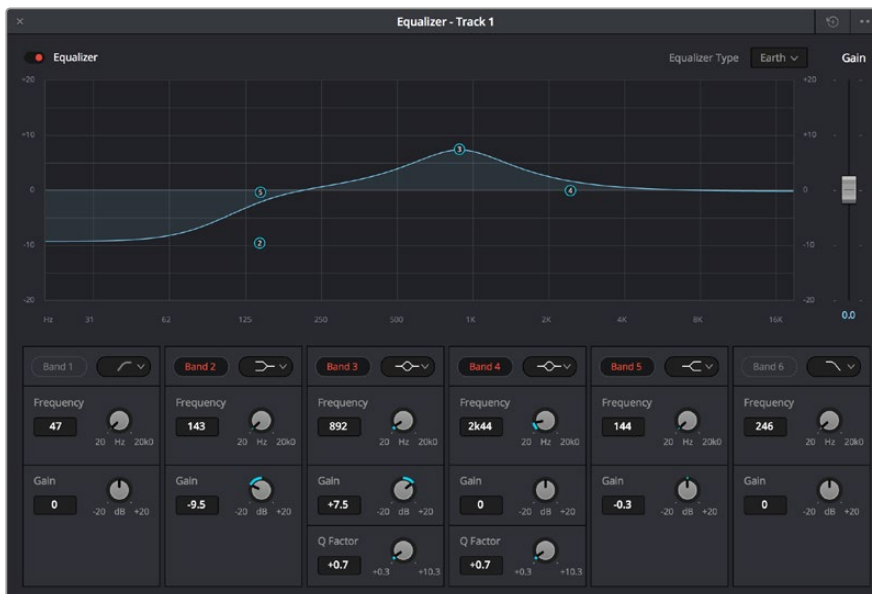 Equalizer - Track 1
Equalizer
Equalizer Type
Earth
Gain
+20
+20
+10
+10
0
0
-10
-10
-20
-20
Hz 31 62 125 250 500 1K 2K 4K 8K 16K
0.0
5
2
3
4
Band 1
Band 2
Band 3
Band 4
Band 5
Band 6
Frequency Frequency Frequency Frequency Frequency Frequency
47 143 892 2k44 144 246
20 Hz 20k0 20 Hz 20k0 20 Hz 20k0 20 Hz 20k0 20 Hz 20k0 20 Hz 20k0
Gain Gain Gain Gain Gain Gain
0 -9.5 +7.5 0 -0.3 0
-20 dB +20 -20 dB +20 -20 dB +20 -20 dB +20 -20 dB +20 -20 dB +20
Q Factor Q Factor
+0.7 +0.7
+0.3 +10.3 +0.3 +10.3